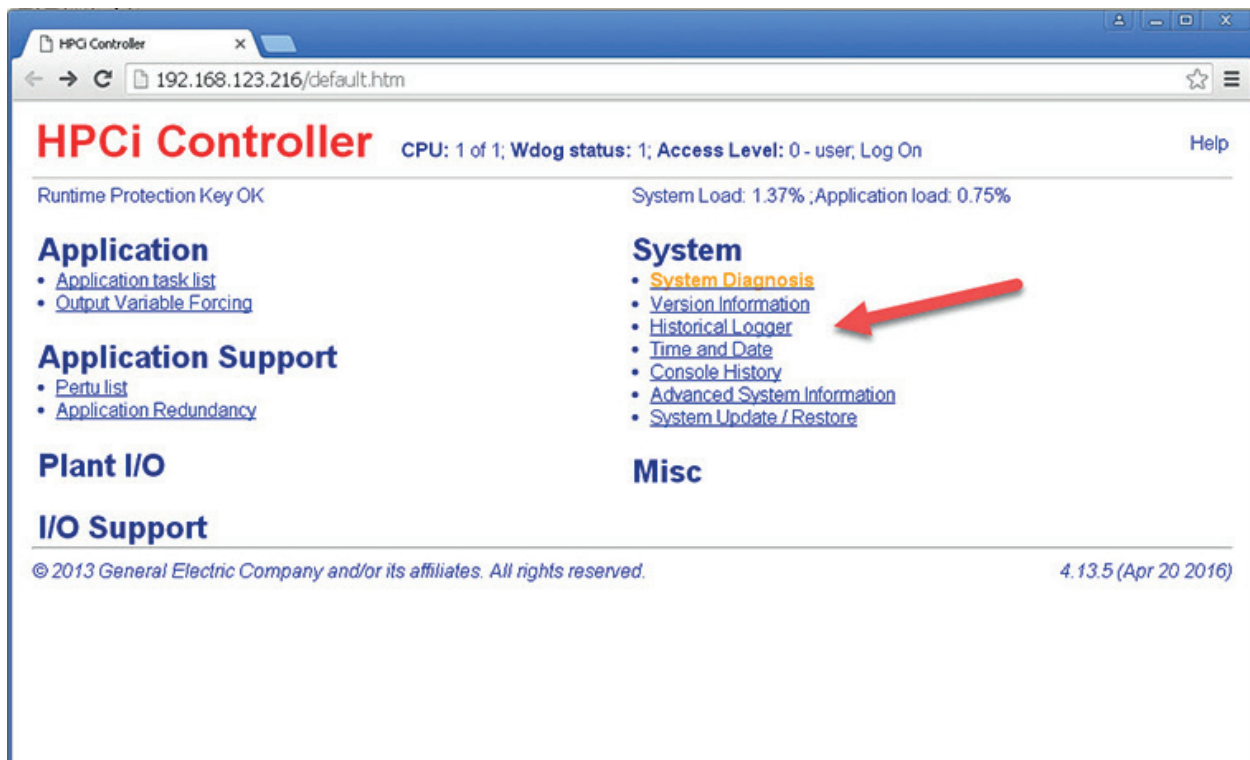 HPCi Controller
192.168.123.216/default.htm
HPCi Controller CPU: 1 of 1; Wdog status: 1; Access Level: 0 - user; Log On Help
Runtime Protection Key OK
System Load: 1.37% ;Application load: 0.75%
Application
• Application task list
• Output Variable Forcing
Application Support
• Pertu list
• Application Redundancy
Plant I/O
I/O Support
System
• System Diagnosis
• Version Information
• Historical Logger
• Time and Date
• Console History
• Advanced System Information
• System Update / Restore
Misc
© 2013 General Electric Company and/or its affiliates. All rights reserved.
4.13.5 (Apr 20 2016)